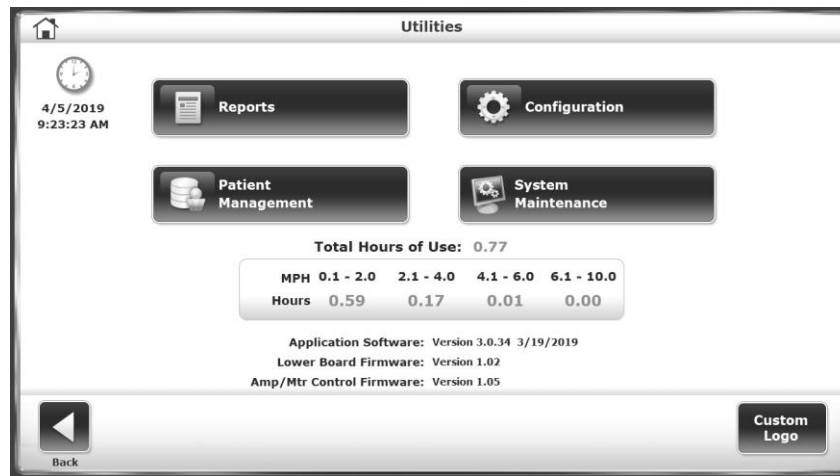 Utilities
4/5/2019
9:23:23 AM
Reports
Configuration
Patient
Management
System
Maintenance
Total Hours of Use: 0.77
MPH 0.1 - 2.0 2.1 - 4.0 4.1 - 6.0 6.1 - 10.0
Hours 0.59 0.17 0.01 0.00
Application Software: Version 3.0.34 3/19/2019
Lower Board Firmware: Version 1.02
Amp/Mtr Control Firmware: Version 1.05
Back
Custom
Logo